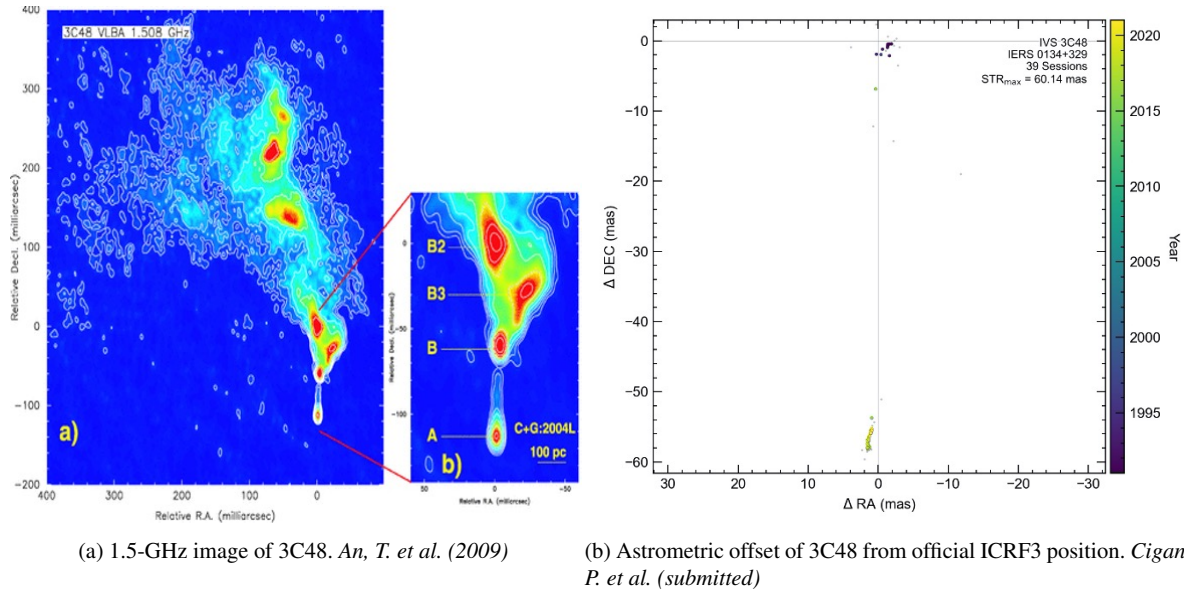 3C48 VLBA 1.508 GHz
Relative Decl. (milliarcsec)
400
300
200
100
0
-100
-200
400
300
200
100
0
Relative R.A. (milliarcsec)
a)
Relative Decl. (milliarcsec)
0
-50
-100
B2
B3
B
A
b)
C+G:2004L
100 pc
50
0
-50
Relative R.A. (milliarcsec)
IVS 3C48
IERS 0134+329
39 Sessions
STRmax = 60.14 mas
Δ DEC (mas)
0
−10
−20
−30
−40
−50
−60
30
20
10
0
−10
−20
−30
Δ RA (mas)
2020
2015
2010
2005
2000
1995
Year
(a) 1.5-GHz image of 3C48. An, T. et al. (2009)
(b) Astrometric offset of 3C48 from official ICRF3 position. Cigan
P. et al. (submitted)